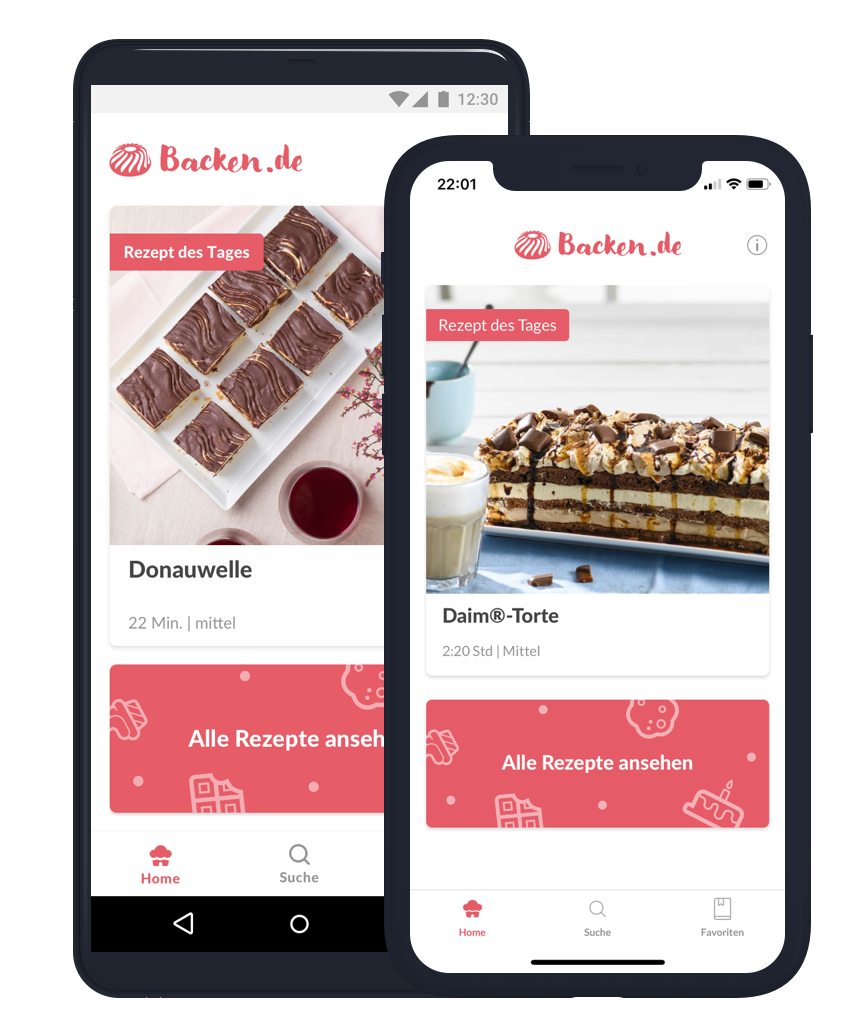 12:30
Backen.de
Rezept des Tages
Donauwelle
22 Min. | mittel
Alle Rezepte anseh
Home
Suche
22:01
Backen.de
Rezept des Tages
Daim®-Torte
2:20 Std | Mittel
Alle Rezepte ansehen
Home
Suche
Favoriten